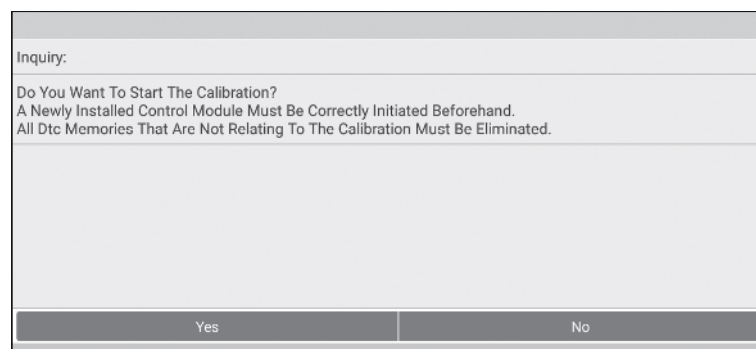 Inquiry:
Do You Want To Start The Calibration?
A Newly Installed Control Module Must Be Correctly Initiated Beforehand.
All Dtc Memories That Are Not Relating To The Calibration Must Be Eliminated.
Yes
No